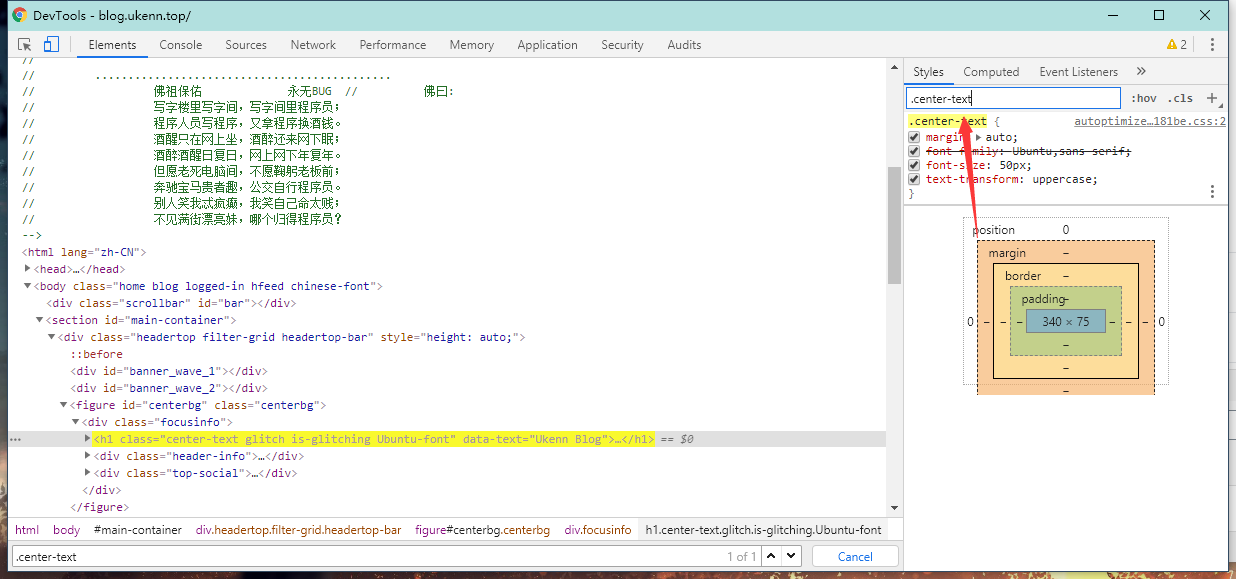 DevTools - blog.ukenn.top/
Elements Console Sources Network Performance Memory Application Security Audits 2
//
// .............................................
// 佛祖保佑 永无BUG // 佛曰:
// 写字楼里写字间，写字间里程序员；
// 程序人员写程序，又拿程序换酒钱。
// 酒醒只在网上坐，酒醉还来网下眠；
// 酒醉酒醒日复日，网上网下年复年。
// 但愿老死电脑间，不愿鞠躬老板前；
// 奔驰宝马贵者趣，公交自行程序员。
// 别人笑我忒疯癫，我笑自己命太贱；
// 不见满街漂亮妹，哪个归得程序员？
-->
<html lang="zh-CN">
<head>…</head>
<body class="home blog logged-in hfeed chinese-font">
<div class="scrollbar" id="bar"></div>
<section id="main-container">
<div class="headertop filter-grid headertop-bar" style="height: auto;">
::before
<div id="banner_wave_1"></div>
<div id="banner_wave_2"></div>
<figure id="centerbg" class="centerbg">
<div class="focusinfo">
<h1 class="center-text glitch is-glitching Ubuntu-font" data-text="Ukenn Blog">…</h1> == $0
<div class="header-info">…</div>
<div class="top-social">…</div>
</div>
</figure>
html body #main-container div.headertop.filter-grid.headertop-bar figure#centerbg.centerbg div.focusinfo h1.center-text.glitch.is-glitching.Ubuntu-font
.center-text 1 of 1 Cancel
Styles Computed Event Listeners »
.center-text :hov .cls +
.center-text { autoptimize…181be.css:2
margin: auto;
font-family: Ubuntu,sans-serif;
font-size: 50px;
text-transform: uppercase;
}
position 0
margin –
border –
padding –
0 – – – 340 × 75 – – – 0
–
–
–